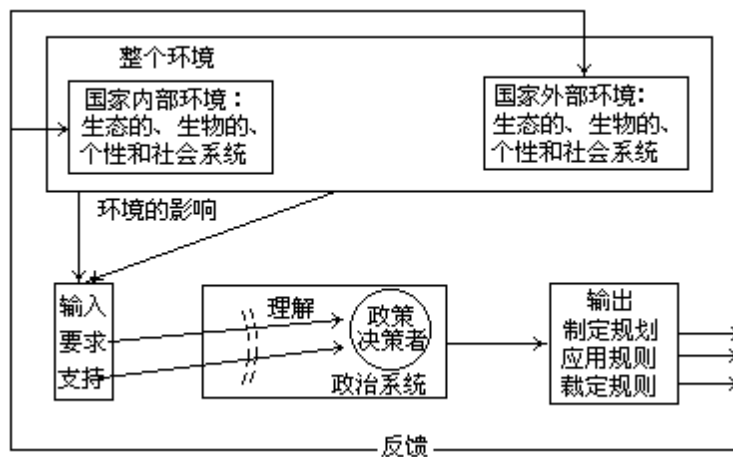 整个环境
国家内部环境：
生态的、生物的、
个性和社会系统
国家外部环境：
生态的、生物的、
个性和社会系统
环境的影响
输入
要求
支持
理解
政策
决策者
政治系统
输出
制定规划
应用规则
裁定规则
反馈